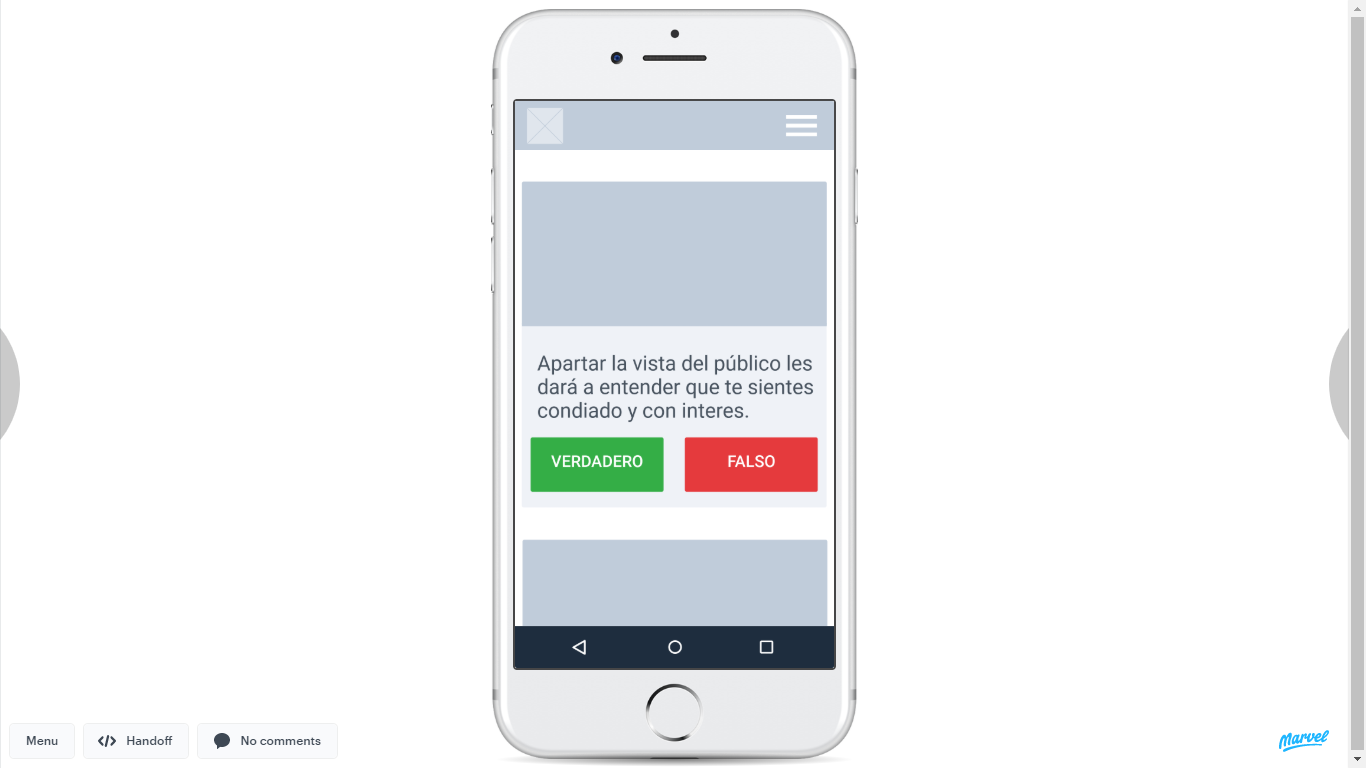 Apartar la vista del público les
dará a entender que te sientes
condiado y con interes.
VERDADERO
FALSO
Menu
Handoff
No comments
Marvel